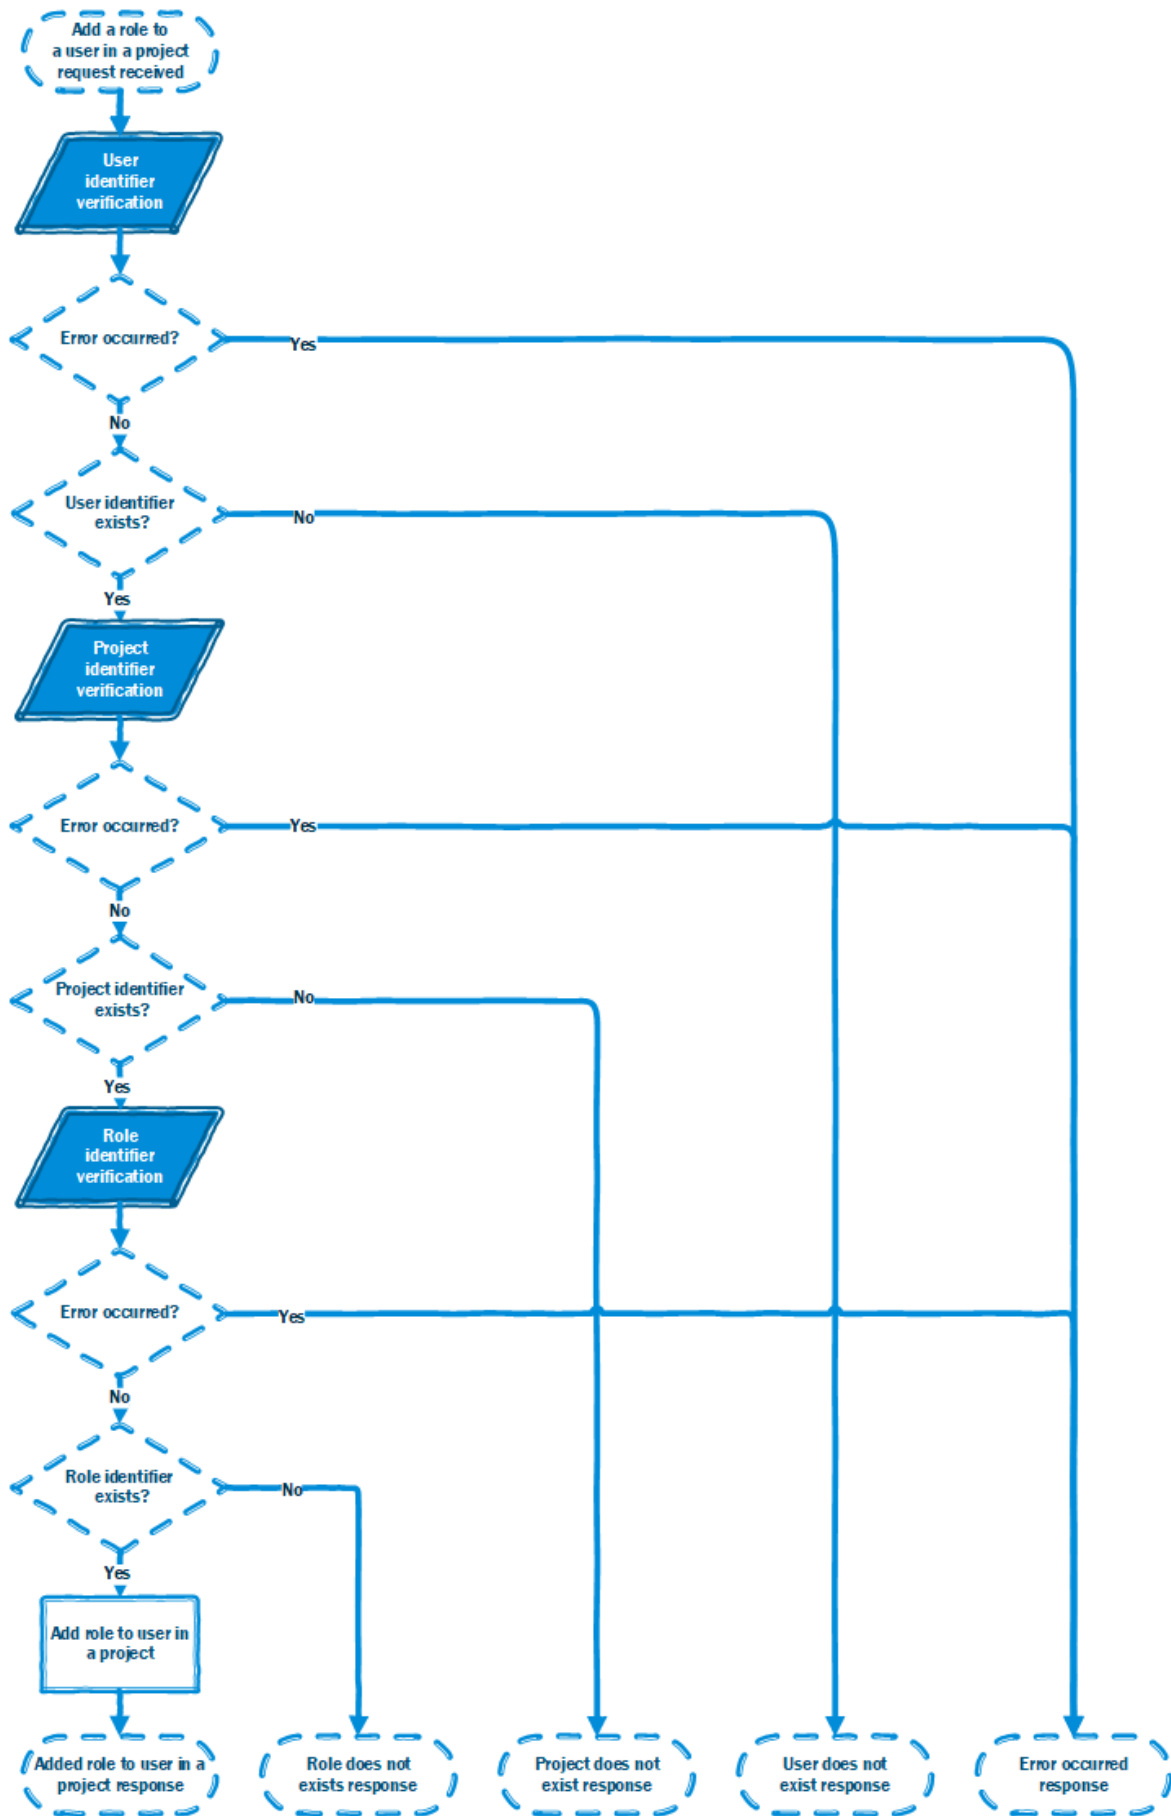 Add a role to
a user in a project
request received
User
identifier
verification
Error occurred?
Yes
No
User identifier
exists?
No
Yes
Project
identifier
verification
Error occurred?
Yes
No
Project identifier
exists?
No
Yes
Role
identifier
verification
Error occurred?
Yes
No
Role identifier
exists?
No
Yes
Add role to user in
a project
Added role to user in a
project response
Role does not
exists response
Project does not
exist response
User does not
exist response
Error occurred
response